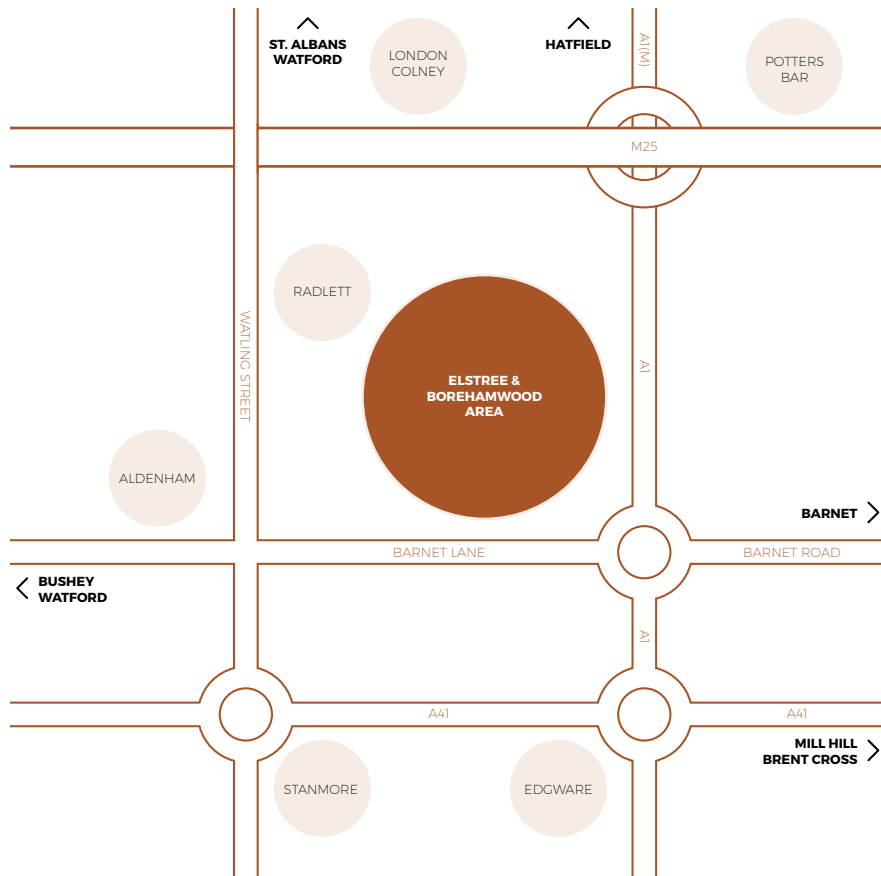 ST. ALBANS
WATFORD
LONDON
COLNEY
HATFIELD
A1(M)
POTTERS
BAR
M25
RADLETT
WATLING STREET
A1
ELSTREE &
BOREHAMWOOD
AREA
ALDENHAM
BARNET
BARNET LANE
BARNET ROAD
BUSHEY
WATFORD
A1
A41
A41
MILL HILL
BRENT CROSS
STANMORE
EDGWARE